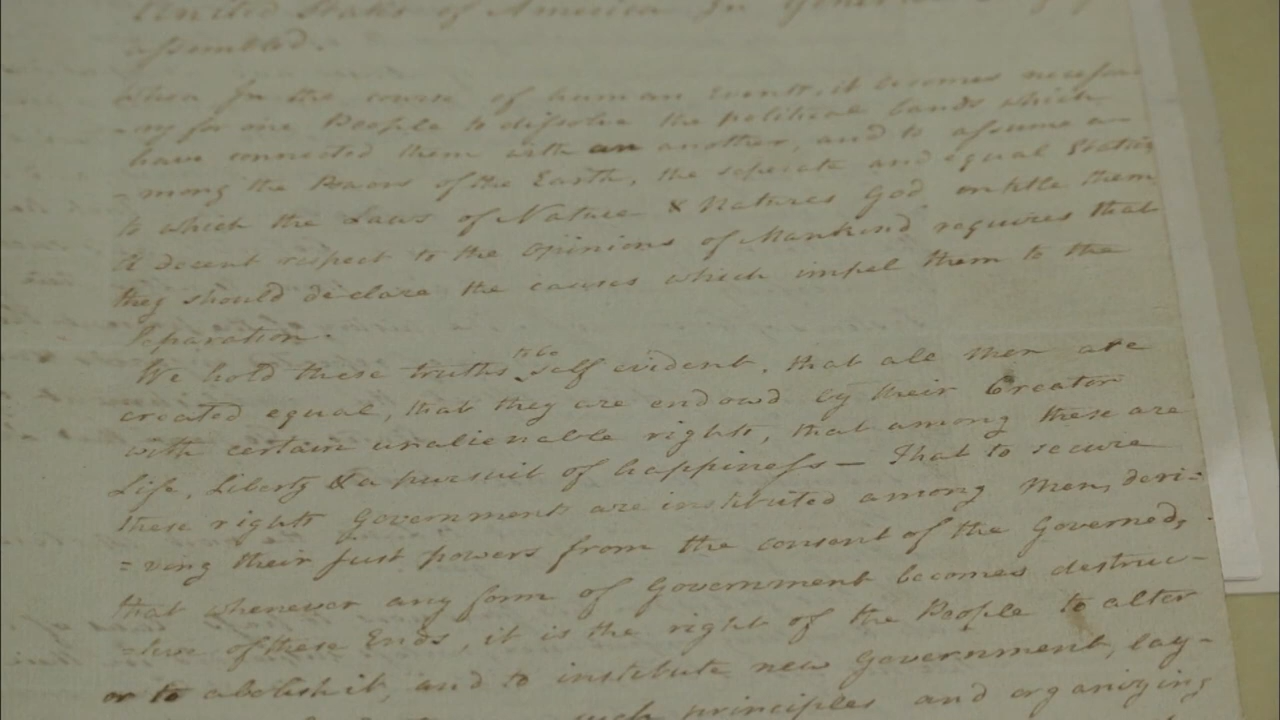 United States of America In General Congress
assembled.
When In the course of human Events, it becomes necessa
-ry for one People to dissolve the political bands which
have connected them with an another, and to assume a
-mong the Powers of the Earth, the seperate and equal Station
to which the Laws of Nature & Natures God entitle them
A decent respect to the opinions of Mankind requires that
they should declare the causes which impel them to the
Separation.
We hold these truths to be self evident, that all men are
created equal, that they are endowd by their Creator
with certain unalienable rights, that among these are
Life, Liberty & a pursuit of happiness— That to secure
these rights Governments are instituted among Men, deri-
=ving their just powers from the consent of the Governed,
that whenever any form of Government becomes destruc-
-tive of these Ends, it is the right of the People to alter
or to abolish it, and to institute new Government, lay-
such principles and organizing